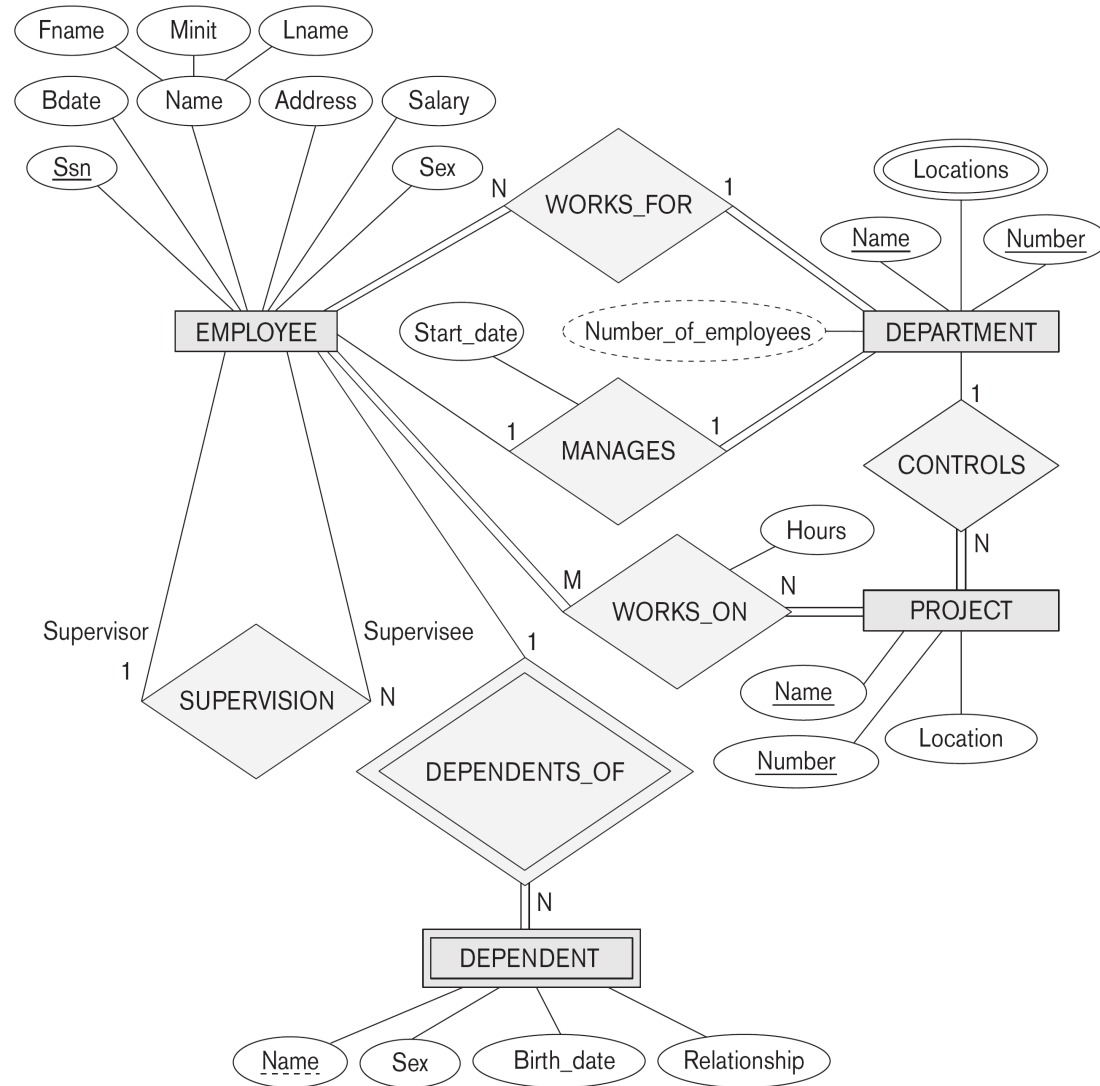 Fname
Minit
Lname
Bdate
Name
Address
Salary
Ssn
Sex
N
WORKS_FOR
1
Locations
Name
Number
EMPLOYEE
Start_date
Number_of_employees
DEPARTMENT
1
MANAGES
1
1
CONTROLS
N
Hours
M
WORKS_ON
N
PROJECT
Supervisor
1
SUPERVISION
Supervisee
N
1
Name
Number
Location
DEPENDENTS_OF
N
DEPENDENT
Name
Sex
Birth_date
Relationship